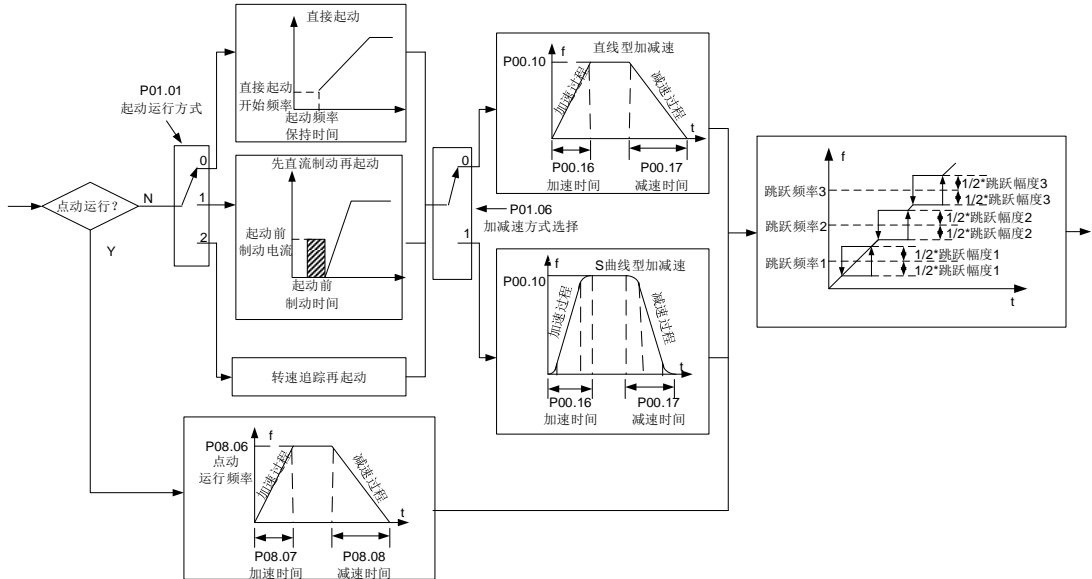 点动运行?
N
Y
P01.01
起动运行方式
0
1
2
直接起动
直接起动
开始频率
起动频率
保持时间
先直流制动再起动
起动前
制动电流
起动前
制动时间
转速追踪再起动
0
1
P01.06
加减速方式选择
f
直线型加减速
P00.10
加速过程
减速过程
t
P00.16
加速时间
P00.17
减速时间
f
S曲线型加减速
P00.10
加速过程
减速过程
t
P00.16
加速时间
P00.17
减速时间
f
P08.06
点动
运行频率
加速过程
减速过程
t
P08.07
加速时间
P08.08
减速时间
f
跳跃频率3
1/2*跳跃幅度3
1/2*跳跃幅度3
跳跃频率2
1/2*跳跃幅度2
1/2*跳跃幅度2
跳跃频率1
1/2*跳跃幅度1
1/2*跳跃幅度1
t